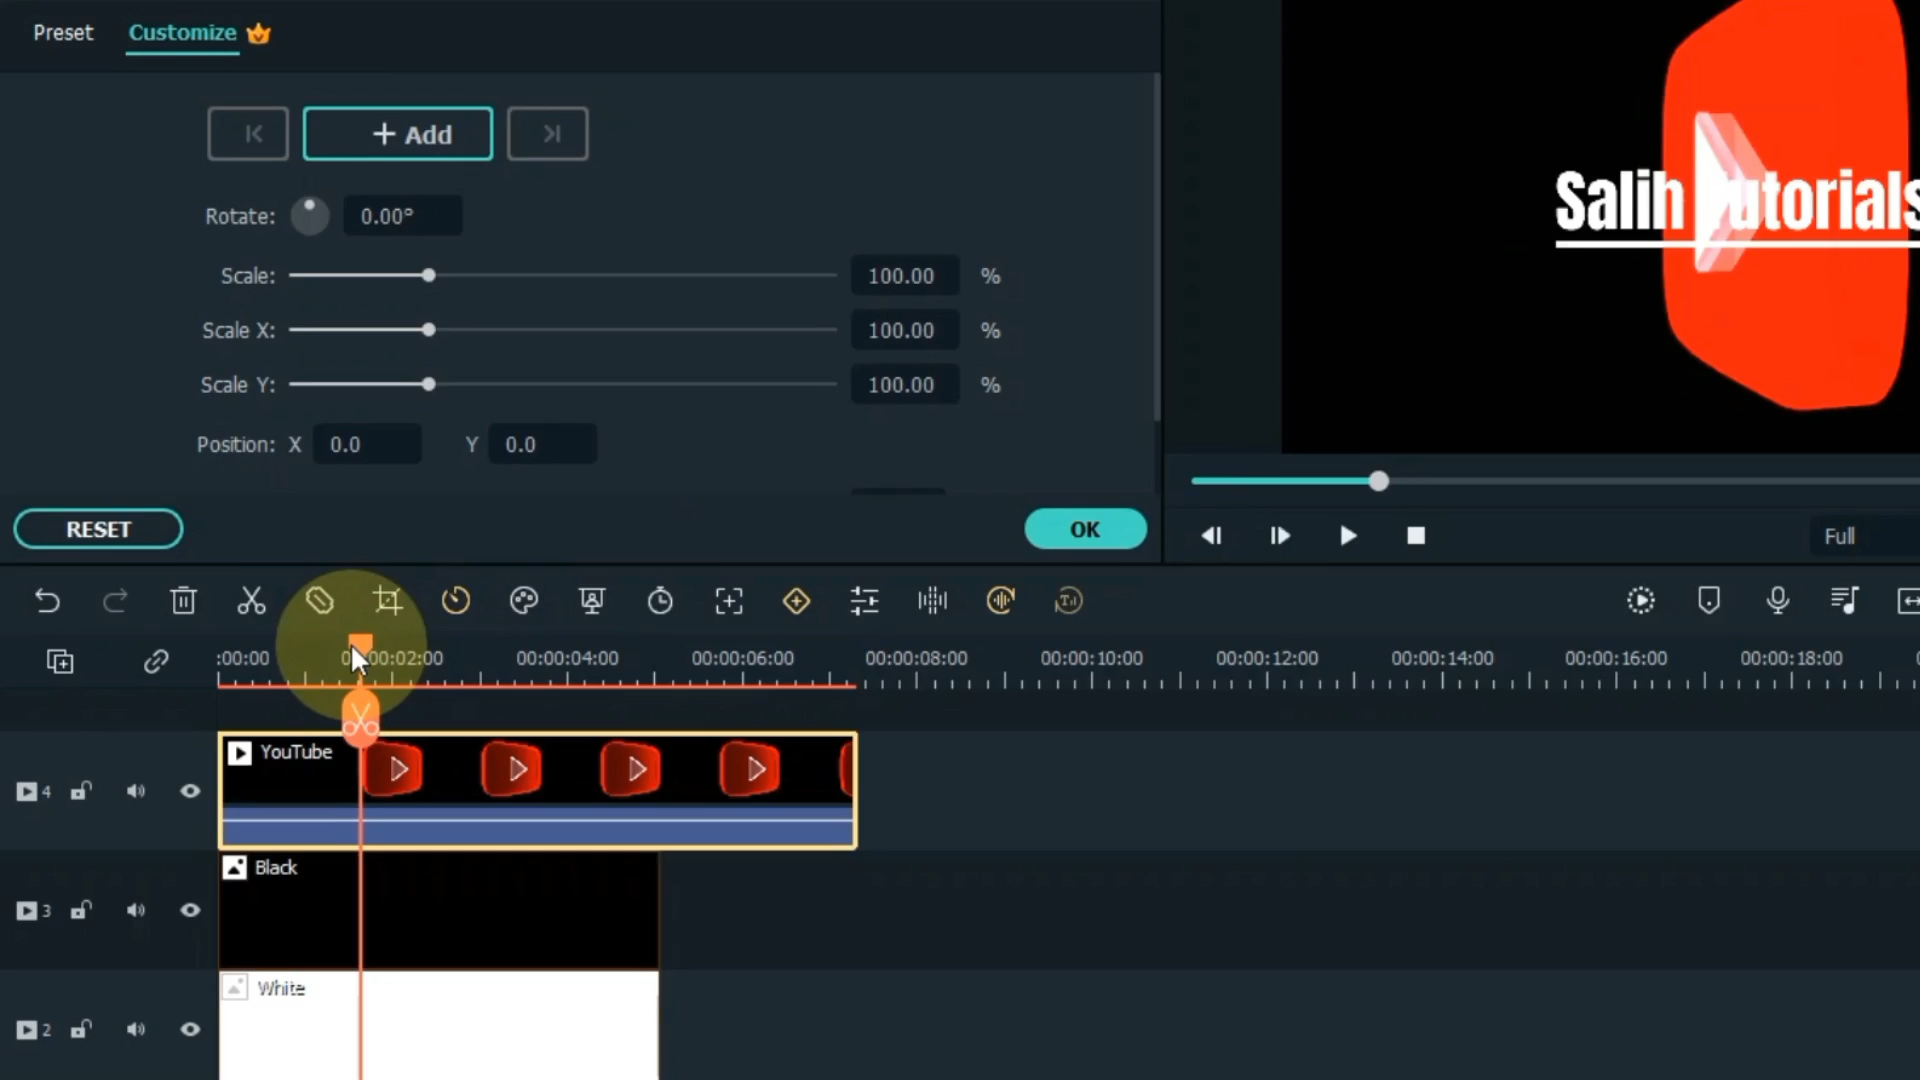 Preset Customize
+ Add
Rotate: 0.00°
Scale: 100.00 %
Scale X: 100.00 %
Scale Y: 100.00 %
Position: X 0.0 Y 0.0
RESET OK
Salih Tutorials
Full
:00:00 00:00:02:00 00:00:04:00 00:00:06:00 00:00:08:00 00:00:10:00 00:00:12:00 00:00:14:00 00:00:16:00 00:00:18:00
4 YouTube
3 Black
2 White